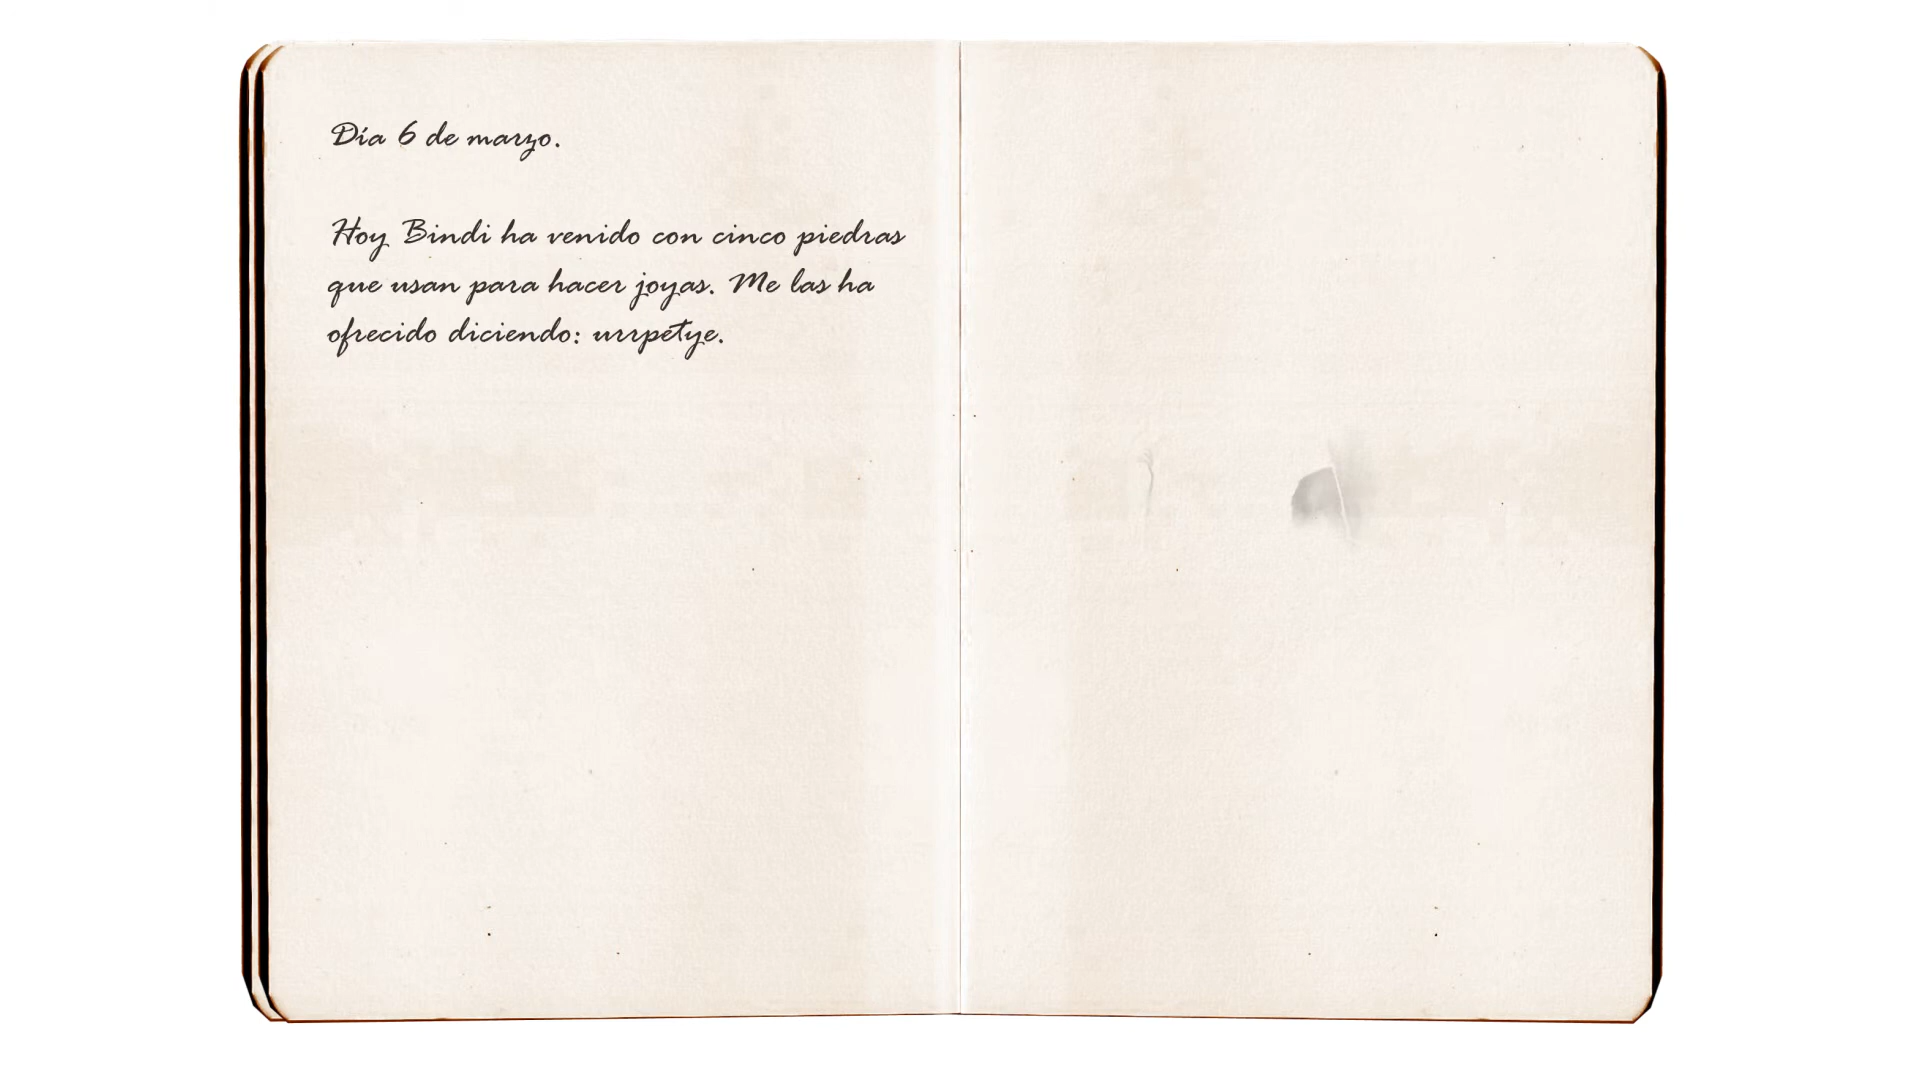 Día 6 de marzo.
Hoy Bindi ha venido con cinco piedras
que usan para hacer joyas. Me las ha
ofrecido diciendo: urrpetye.